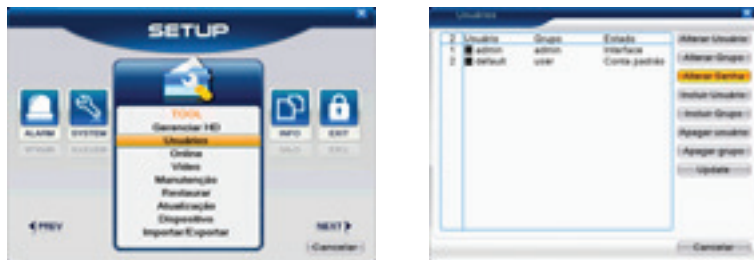 SETUP
ALARM
SYSTEM
TOOL
Gerenciar HD
Usuários
Online
Vídeo
Manutenção
Restaurar
Atualização
Dispositivo
Importar/Exportar
INFO
EXIT
PREV
NEXT
Cancelar
Usuários
2 Usuário Grupo Estado
1 admin admin Interface
2 default user Conta padrão
Alterar Usuário
Alterar Grupo
Alterar Senha
Incluir Usuário
Incluir Grupo
Apagar usuário
Apagar grupo
Update
Cancelar